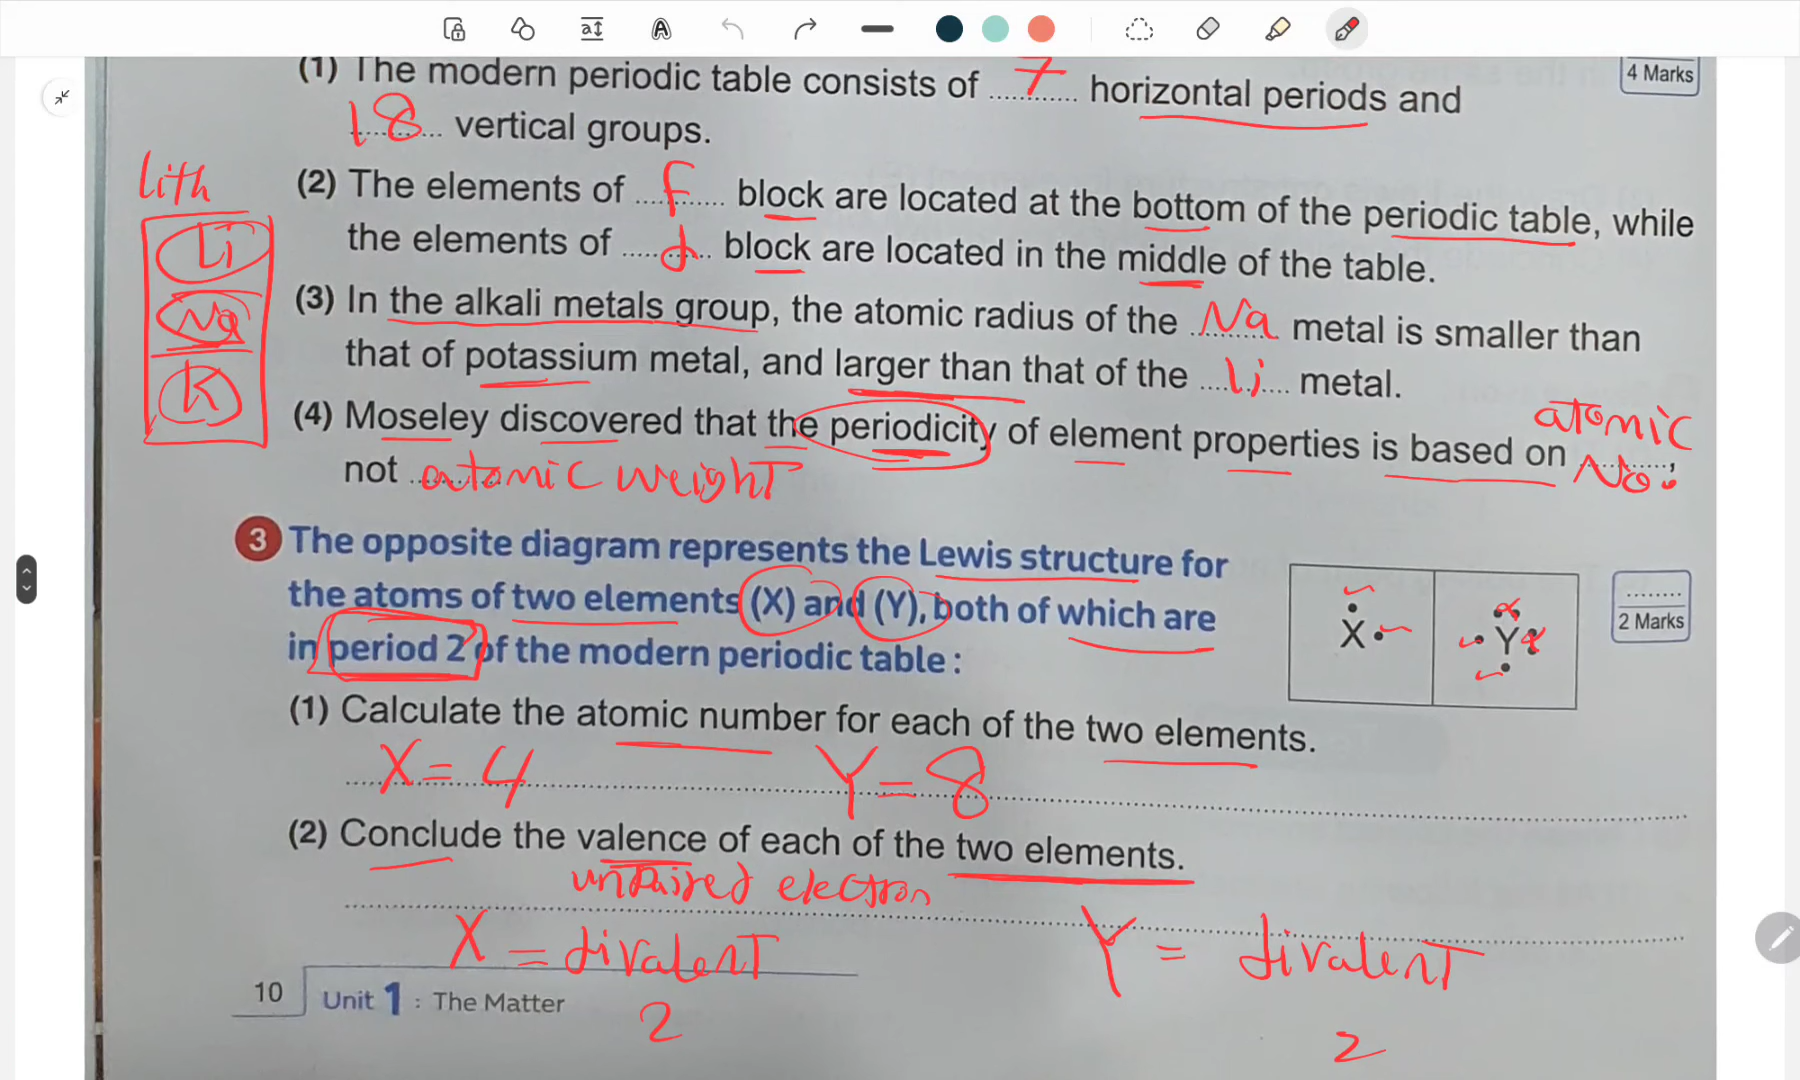 (1) The modern periodic table consists of 7 horizontal periods and
18 vertical groups.
4 Marks
Lith
Li
Na
K
(2) The elements of F block are located at the bottom of the periodic table, while
the elements of d block are located in the middle of the table.
(3) In the alkali metals group, the atomic radius of the Na metal is smaller than
that of potassium metal, and larger than that of the Li metal.
(4) Moseley discovered that the periodicity of element properties is based on atomic No.,
not atomic weight
3 The opposite diagram represents the Lewis structure for
the atoms of two elements (X) and (Y), both of which are
in period 2 of the modern periodic table :
X
Y
2 Marks
(1) Calculate the atomic number for each of the two elements.
X = 4 Y = 8
(2) Conclude the valence of each of the two elements.
unpaired electron
X = divalent Y = divalent
2 2
10 Unit 1 : The Matter